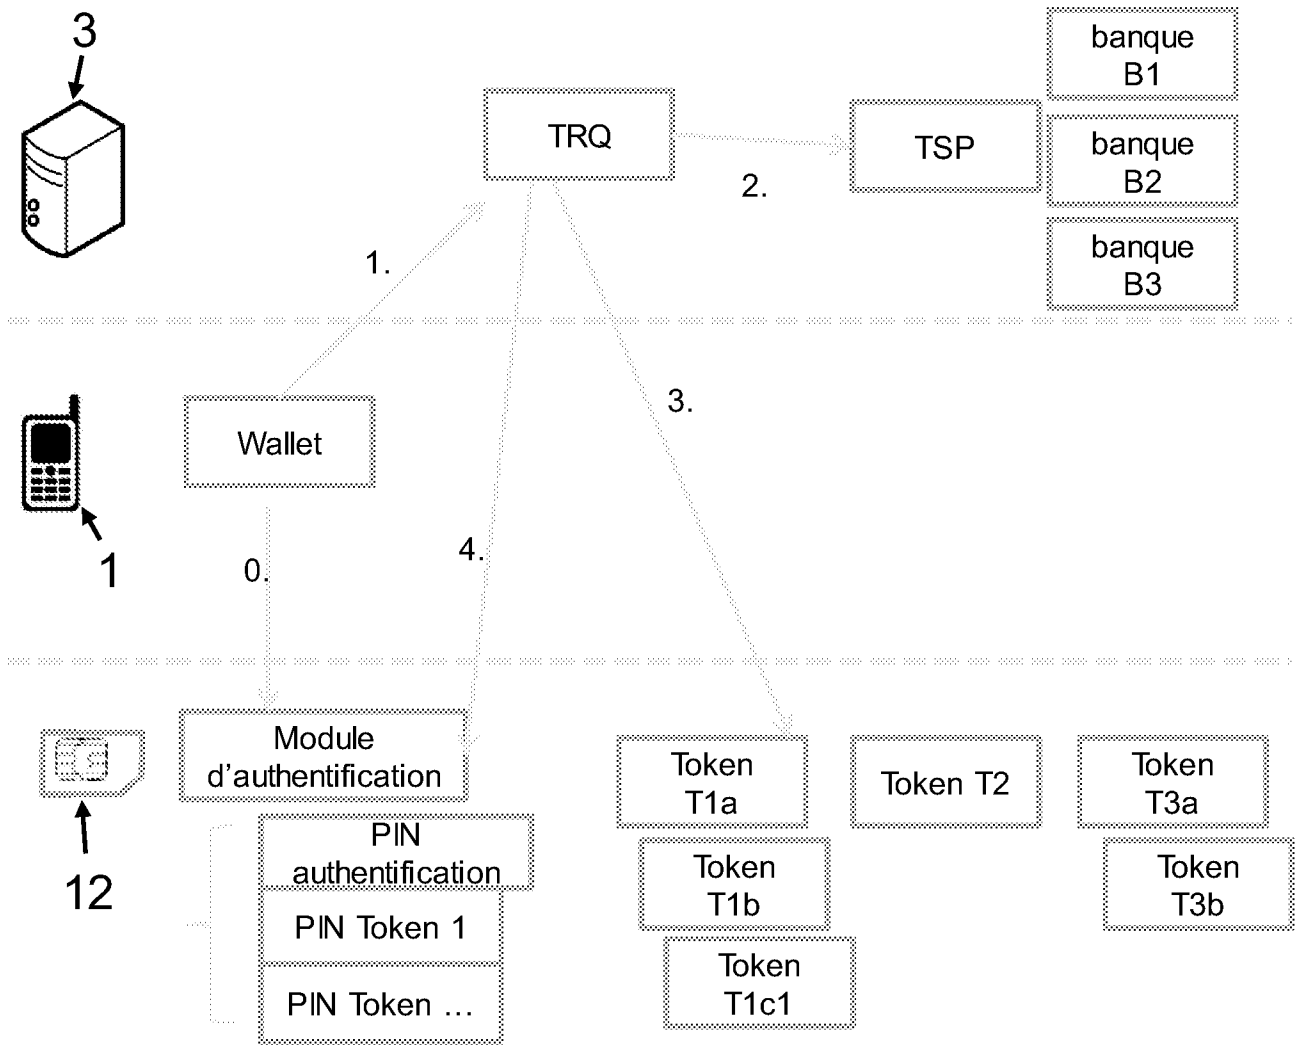 3
banque
B1
TRQ
TSP
banque
B2
2.
banque
B3
1.
Wallet
3.
1
0.
4.
Module
d'authentification
Token
T1a
Token T2
Token
T3a
12
PIN
authentification
Token
T1b
Token
T3b
PIN Token 1
Token
T1c1
PIN Token ...